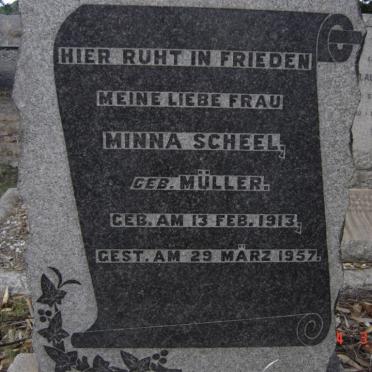 HIER RUHT IN FRIEDEN
MEINE LIEBE FRAU
MINNA SCHEEL,
GEB. MÜLLER.
GEB. AM 13 FEB. 1913,
GEST. AM 29 MÄRZ 1957.